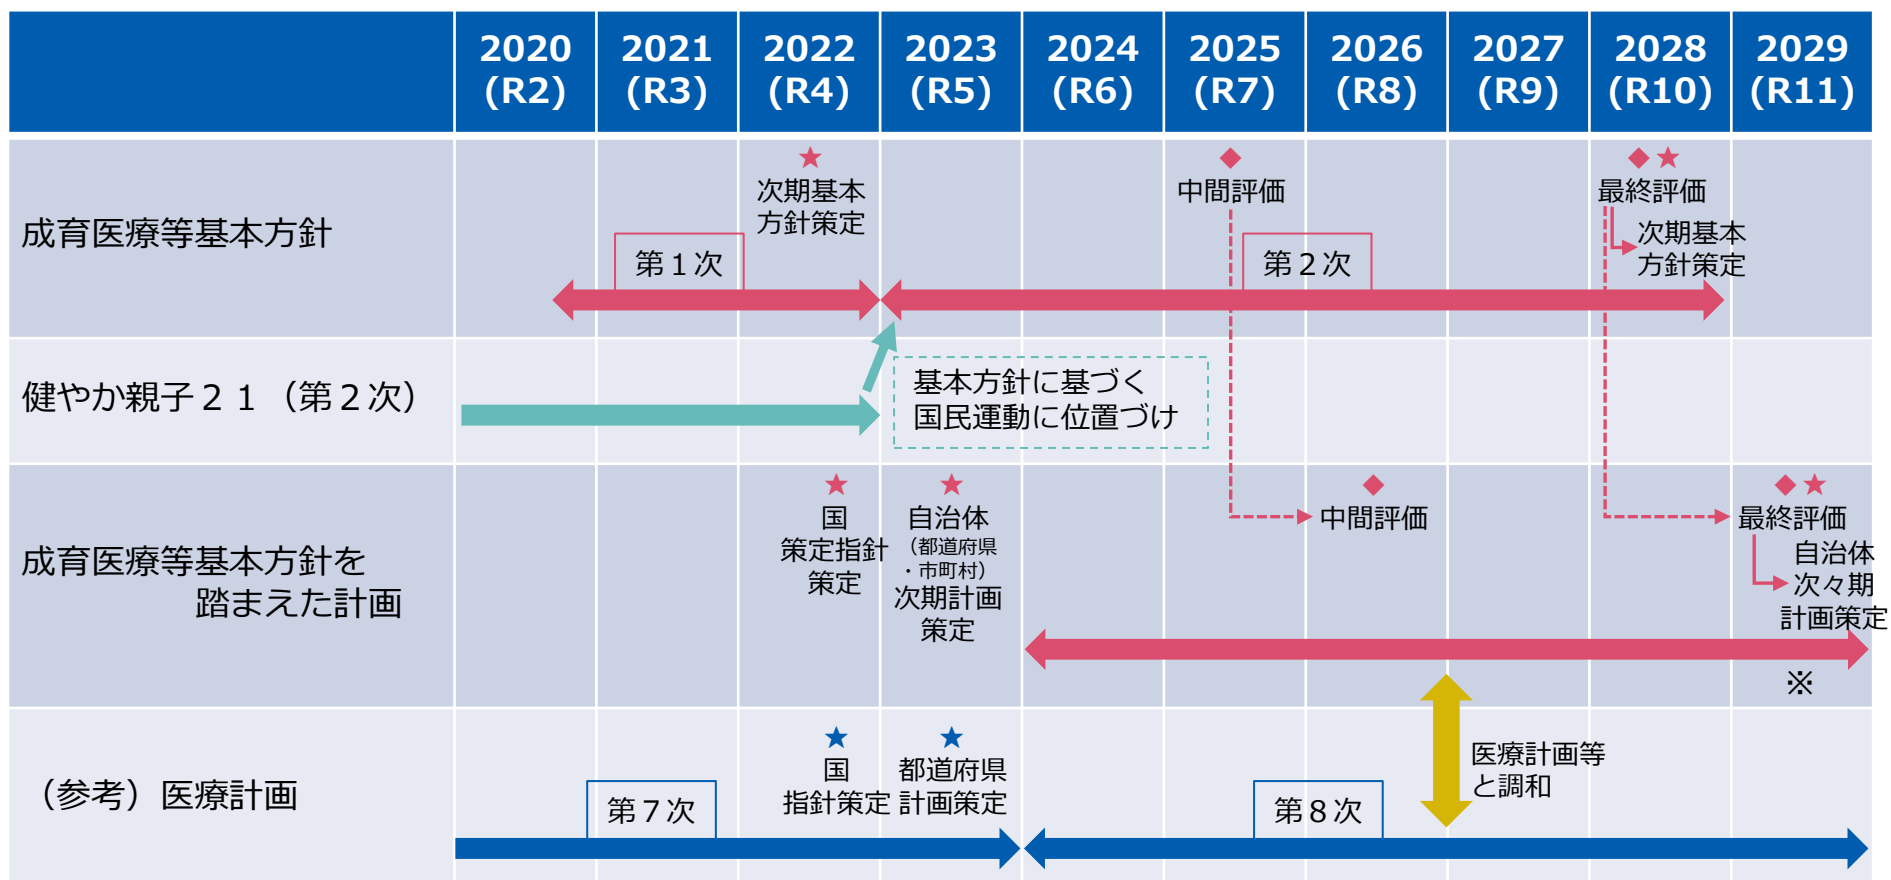 2020
(R2)
2021
(R3)
2022
(R4)
2023
(R5)
2024
(R6)
2025
(R7)
2026
(R8)
2027
(R9)
2028
(R10)
2029
(R11)
成育医療等基本方針
★
次期基本
方針策定
第１次
◆
中間評価
第２次
◆ ★
最終評価
次期基本
方針策定
健やか親子２１（第２次）
基本方針に基づく
国民運動に位置づけ
成育医療等基本方針を
踏まえた計画
★
国
策定指針
策定
★
自治体
（都道府県
・市町村）
次期計画
策定
◆
中間評価
◆ ★
最終評価
自治体
次々期
計画策定
※
（参考）医療計画
第７次
★
国
指針策定
★
都道府県
計画策定
第８次
医療計画等
と調和